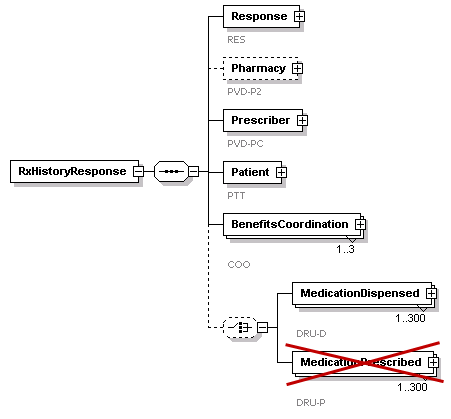 Response
RES
Pharmacy
PVD-P2
Prescriber
PVD-PC
RxHistoryResponse
Patient
PTT
BenefitsCoordination
1..3
COO
MedicationDispensed
1..300
DRU-D
MedicationPrescribed
1..300
DRU-P